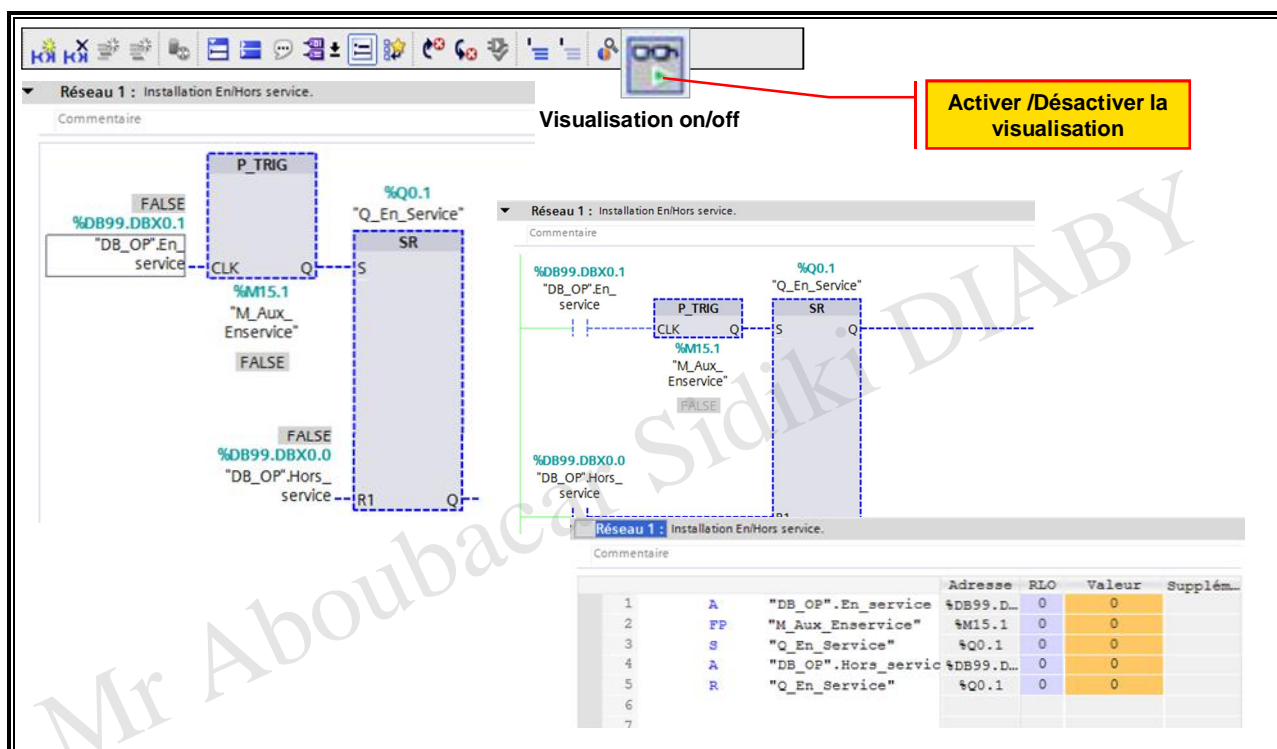 Réseau 1 : Installation En/Hors service.
Commentaire
Visualisation on/off
Activer /Désactiver la
visualisation
P_TRIG
FALSE
%DB99.DBX0.1
"DB_OP".En_
service
CLK Q
%M15.1
"M_Aux_
Enservice"
FALSE
%Q0.1
"Q_En_Service"
SR
S
FALSE
%DB99.DBX0.0
"DB_OP".Hors_
service
R1 Q
Réseau 1 : Installation En/Hors service.
Commentaire
%DB99.DBX0.1
"DB_OP".En_
service
P_TRIG
CLK Q
%M15.1
"M_Aux_
Enservice"
FALSE
%Q0.1
"Q_En_Service"
SR
S Q
%DB99.DBX0.0
"DB_OP".Hors_
service
Réseau 1 : Installation En/Hors service.
Commentaire
Adresse RLO Valeur Supplém...
1 A "DB_OP".En_service %DB99.D... 0 0
2 FP "M_Aux_Enservice" %M15.1 0 0
3 S "Q_En_Service" %Q0.1 0 0
4 A "DB_OP".Hors_servic %DB99.D... 0 0
5 R "Q_En_Service" %Q0.1 0 0
6
7
Mr Aboubacar Sidiki DIABY